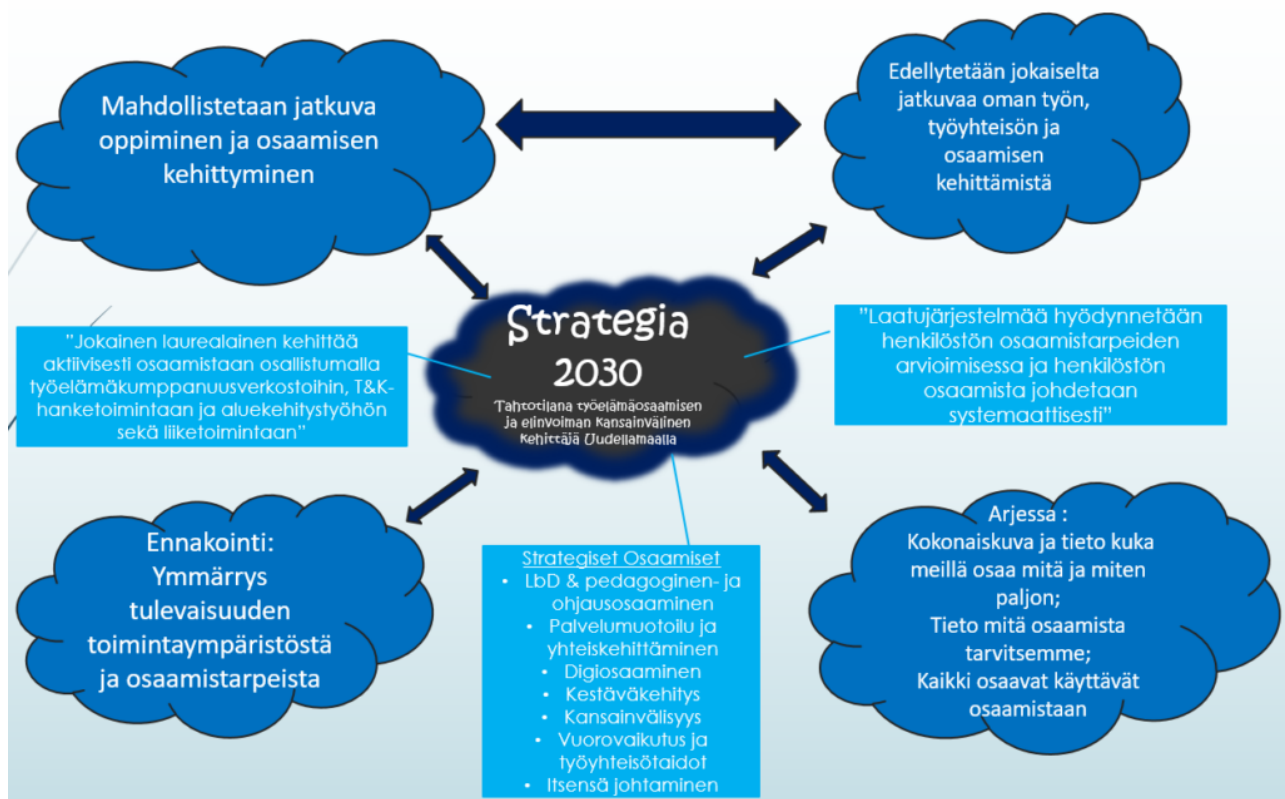 Mahdollistetaan jatkuva
oppiminen ja osaamisen
kehittyminen
Edellytetään jokaiselta
jatkuvaa oman työn,
työyhteisön ja
osaamisen
kehittämistä
Strategia
2030
Tahtotilana työelämäosaamisen
ja elinvoiman kansainvälinen
kehittäjä Uudellamaalla
"Jokainen laurealainen kehittää
aktiivisesti osaamistaan osallistumalla
työelämäkumppanuusverkostoihin, T&K-
hanketoimintaan ja aluekehitystyöhön
sekä liiketoimintaan"
"Laatujärjestelmää hyödynnetään
henkilöstön osaamistarpeiden
arvioimisessa ja henkilöstön
osaamista johdetaan
systemaattisesti"
Ennakointi:
Ymmärrys
tulevaisuuden
toimintaympäristöstä
ja osaamistarpeista
Strategiset Osaamiset
• LbD & pedagoginen- ja
ohjausosaaminen
• Palvelumuotoilu ja
yhteiskehittäminen
• Digiosaaminen
• Kestäväkehitys
• Kansainvälisyys
• Vuorovaikutus ja
työyhteisötaidot
• Itsensä johtaminen
Arjessa :
Kokonaiskuva ja tieto kuka
meillä osaa mitä ja miten
paljon;
Tieto mitä osaamista
tarvitsemme;
Kaikki osaavat käyttävät
osaamistaan